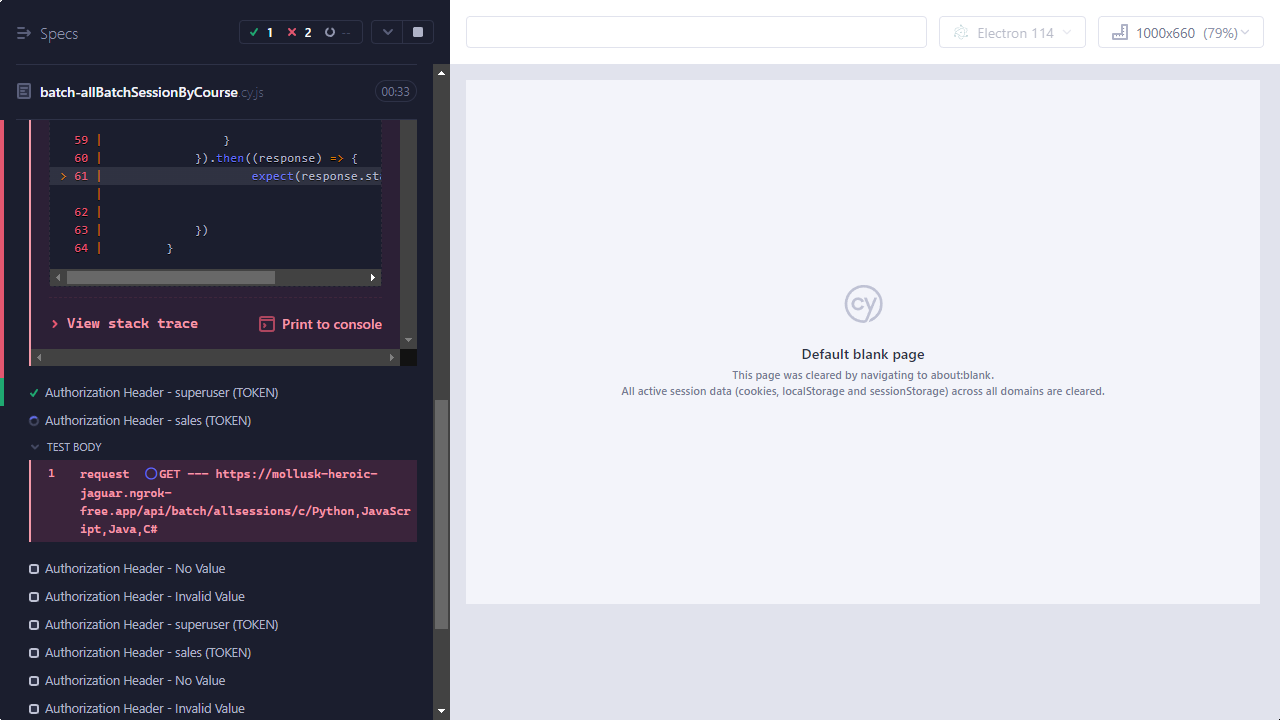 Specs
1
2
--
Electron 114
1000x660 (79%)
batch-allBatchSessionByCourse.cy.js
00:33
59 | }
60 | }).then((response) => {
> 61 | expect(response.sta
|
62 |
63 | })
64 | }
View stack trace
Print to console
Authorization Header - superuser (TOKEN)
Authorization Header - sales (TOKEN)
TEST BODY
1 request GET --- https://mollusk-heroic-
jaguar.ngrok-
free.app/api/batch/allsessions/c/Python,JavaScr
ipt,Java,C#
Authorization Header - No Value
Authorization Header - Invalid Value
Authorization Header - superuser (TOKEN)
Authorization Header - sales (TOKEN)
Authorization Header - No Value
Authorization Header - Invalid Value
cy
Default blank page
This page was cleared by navigating to about:blank.
All active session data (cookies, localStorage and sessionStorage) across all domains are cleared.